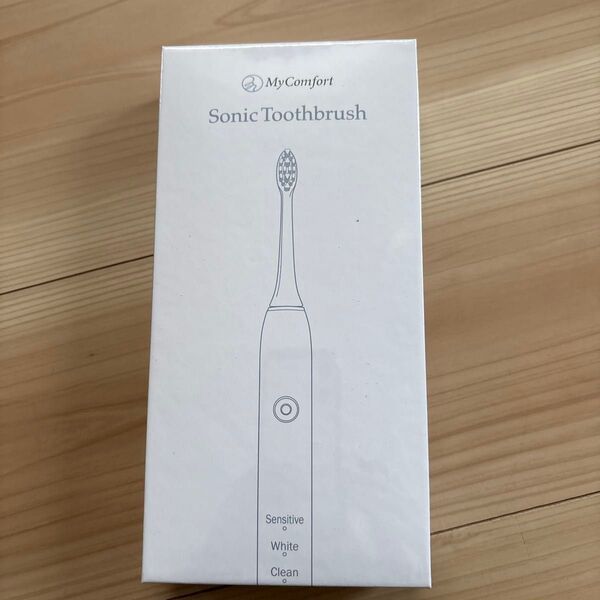 MyComfort
Sonic Toothbrush
Sensitive
White
Clean